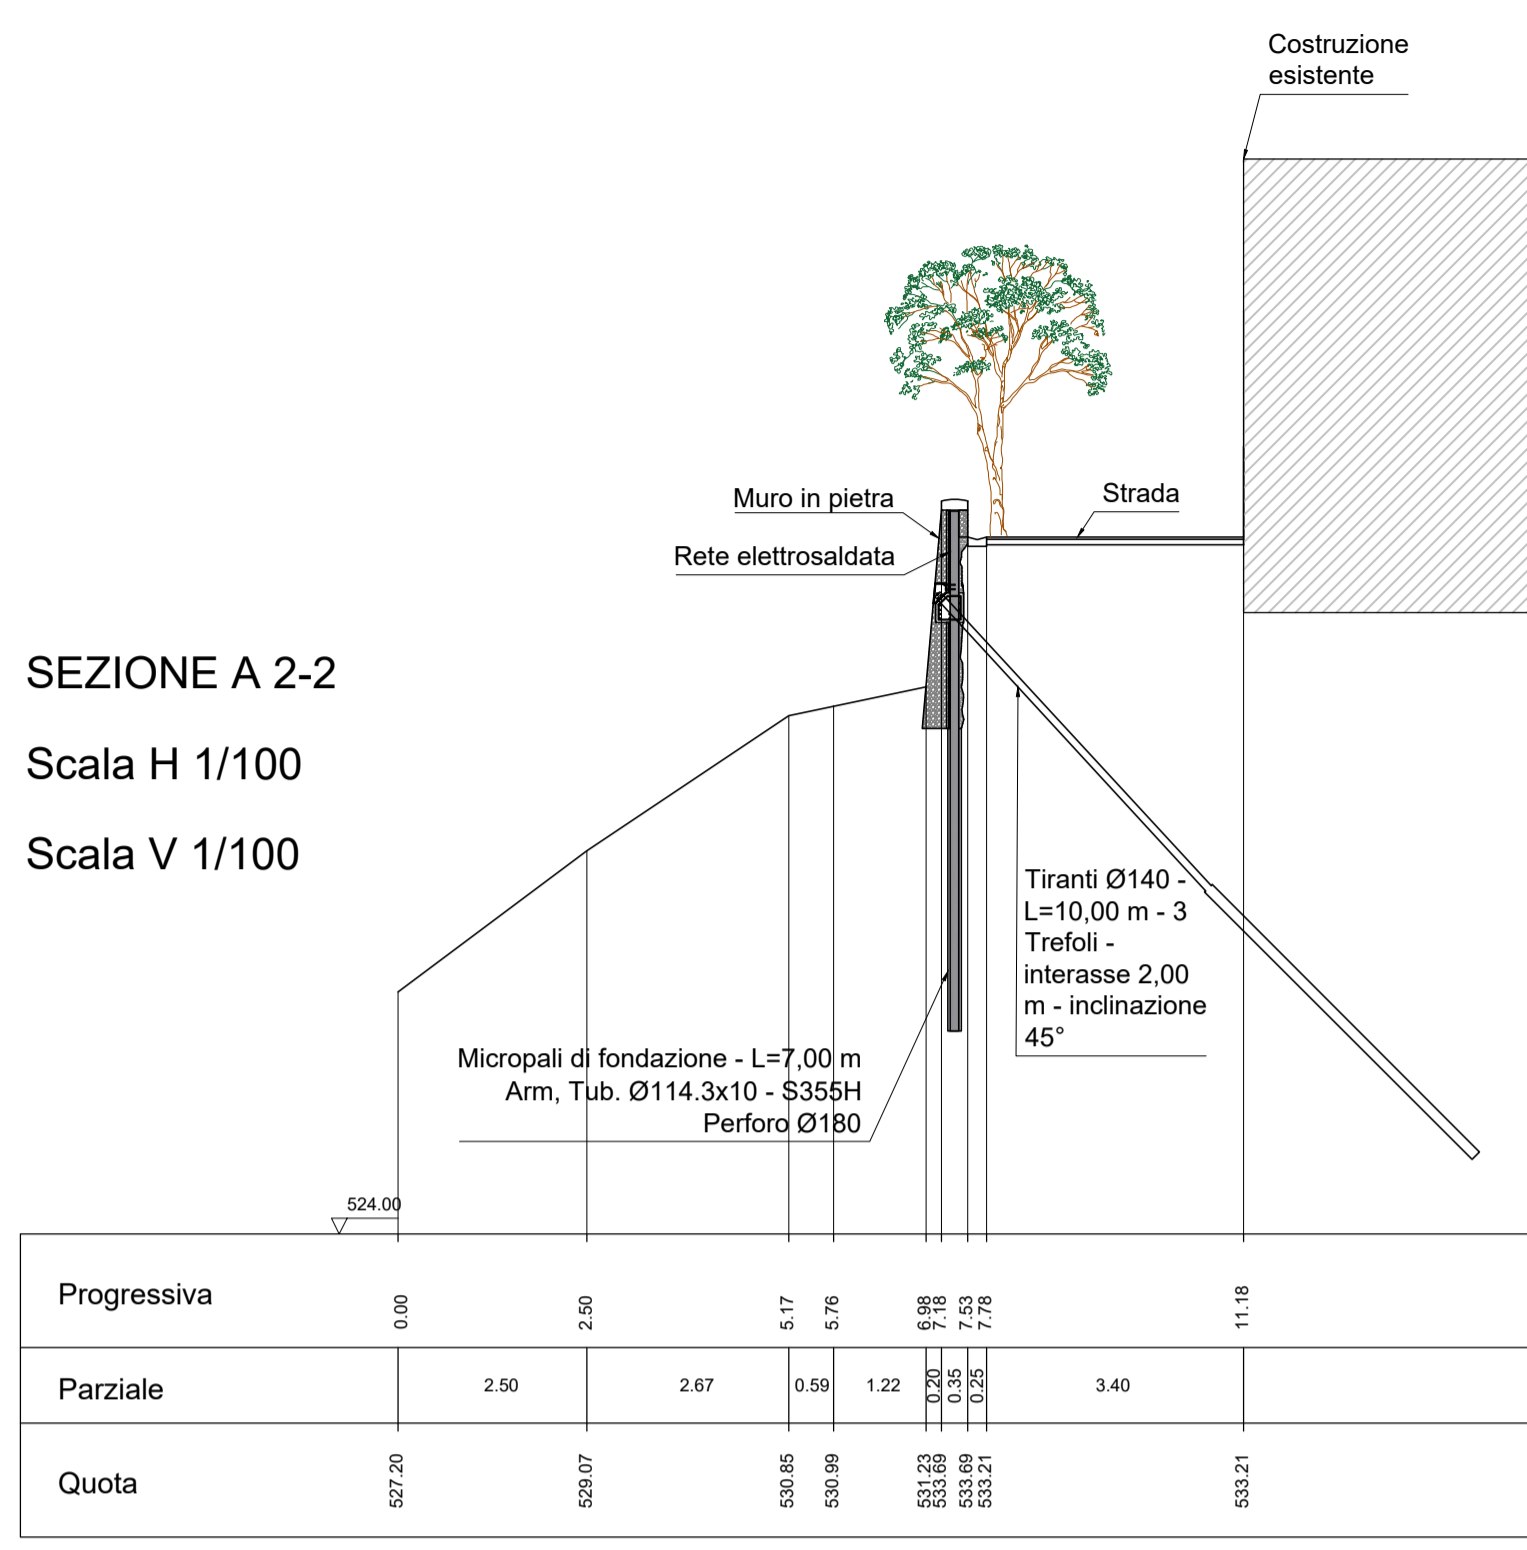 Costruzione
esistente
Muro in pietra
Strada
Rete elettrosaldata
SEZIONE A 2-2
Scala H 1/100
Scala V 1/100
Tiranti Ø140 -
L=10,00 m - 3
Trefoli -
interasse 2,00
m - inclinazione
45°
Micropali di fondazione - L=7,00 m
Arm, Tub. Ø114.3x10 - S355H
Perforo Ø180
524.00
Progressiva 0.00 2.50 5.17 5.76 6.98 7.18 7.53 7.78 11.18
Parziale 2.50 2.67 0.59 1.22 0.20 0.35 0.25 3.40
Quota 527.20 529.07 530.85 530.99 531.23 533.69 533.69 533.21 533.21